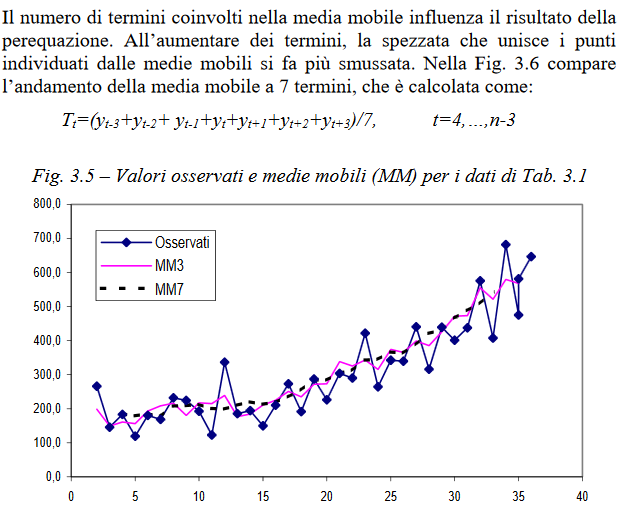 Il numero di termini coinvolti nella media mobile influenza il risultato della
perequazione. All’aumentare dei termini, la spezzata che unisce i punti
individuati dalle medie mobili si fa più smussata. Nella Fig. 3.6 compare
l’andamento della media mobile a 7 termini, che è calcolata come:
Tt=(yt-3+yt-2+ yt-1+yt+yt+1+yt+2+yt+3)/7, t=4,…,n-3
Fig. 3.5 – Valori osservati e medie mobili (MM) per i dati di Tab. 3.1
800,0
700,0
600,0
500,0
400,0
300,0
200,0
100,0
0,0
Osservati
MM3
MM7
0 5 10 15 20 25 30 35 40